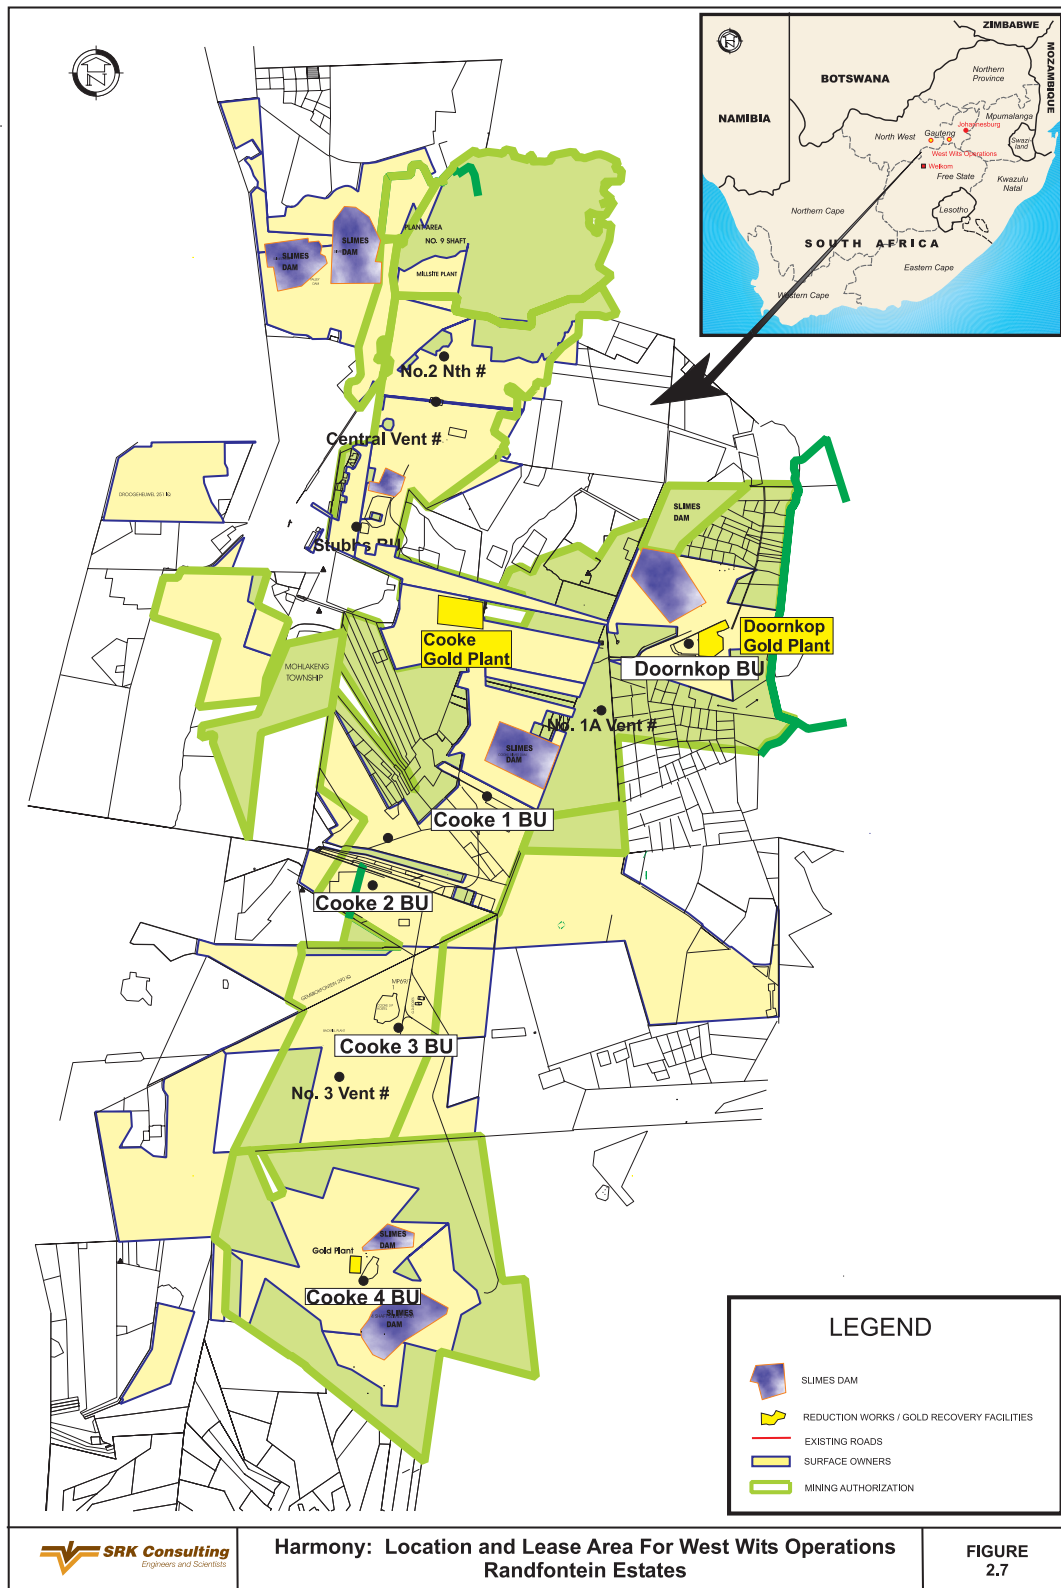 ZIMBABWE
MOZAMBIQUE
BOTSWANA
NAMIBIA
Northern
Province
Mpumalanga
Johannesburg
North West
Gauteng
Swazi-
land
West Wits Operations
Welkom
Free State
Kwazulu
Natal
Northern Cape
Lesotho
SOUTH AFRICA
Eastern Cape
Western Cape
N
N
PLANT AREA
NO. 9 SHAFT
SLIMES
DAM
SLIMES
DAM
MILLSITE PLANT
No.2 Nth #
Central Vent #
DROOGEHEUWEL 251 IQ
SLIMES
DAM
Stubbs BU
Cooke
Gold Plant
Doornkop
Gold Plant
Doornkop BU
MOHLAKENG
TOWNSHIP
No. 1A Vent #
SLIMES
DAM
Cooke 1 BU
Cooke 2 BU
GEMSBOKFONTEIN 290 IQ
Cooke 3 BU
No. 3 Vent #
SLIMES
DAM
Gold Plant
Cooke 4 BU
SLIMES
DAM
LEGEND
SLIMES DAM
REDUCTION WORKS / GOLD RECOVERY FACILITIES
EXISTING ROADS
SURFACE OWNERS
MINING AUTHORIZATION
SRK Consulting
Engineers and Scientists
Harmony: Location and Lease Area For West Wits Operations
Randfontein Estates
FIGURE
2.7